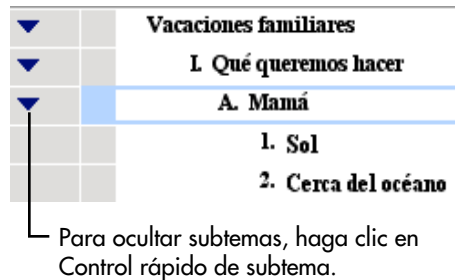 Vacaciones familiares
I. Qué queremos hacer
A. Mamá
1. Sol
2. Cerca del océano
Para ocultar subtemas, haga clic en
Control rápido de subtema.